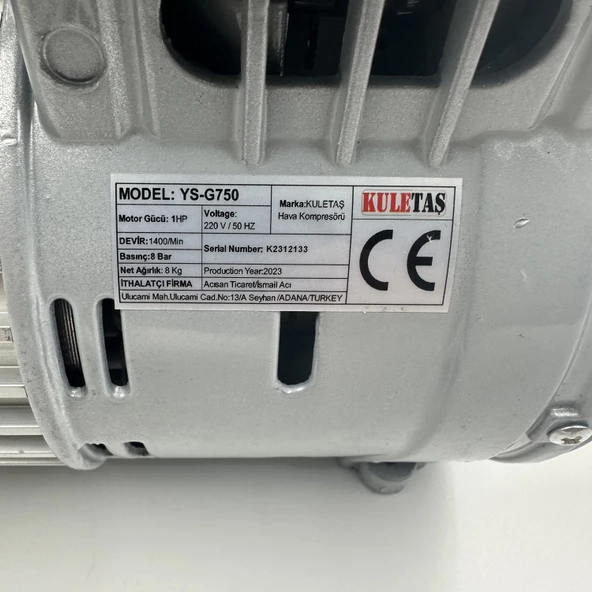 MODEL: YS-G750
Motor Gücü: 1HP
Voltage:
220 V / 50 HZ
Marka:KULETAŞ
Hava Kompresörü
KULETAŞ
DEVİR:1400/Min
Basınç:8 Bar
Serial Number: K2312133
CE
Net Ağırlık: 8 Kg
Production Year:2023
İTHALATÇI FİRMA
Acısan Ticaret/İsmail Acı
Ulucami Mah.Ulucami Cad.No:13/A Seyhan /ADANA/TURKEY